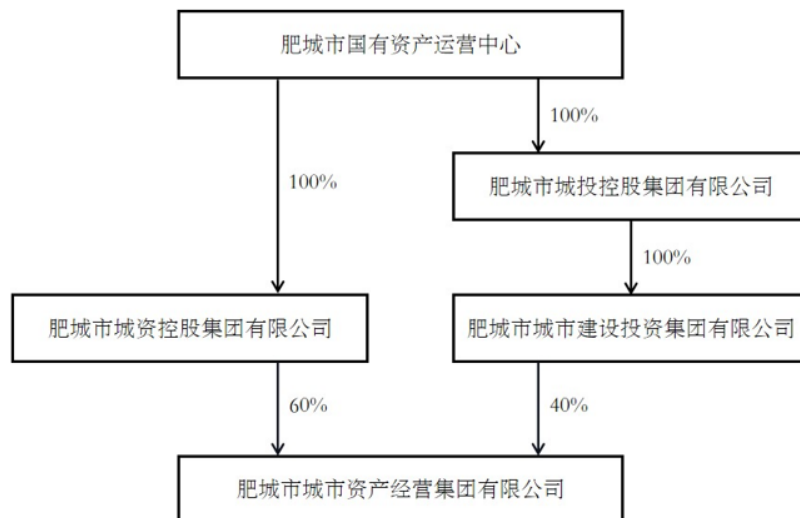 肥城市国有资产运营中心
100%
肥城市城投控股集团有限公司
100%
100%
肥城市城资控股集团有限公司
肥城市城市建设投资集团有限公司
60%
40%
肥城市城市资产经营集团有限公司